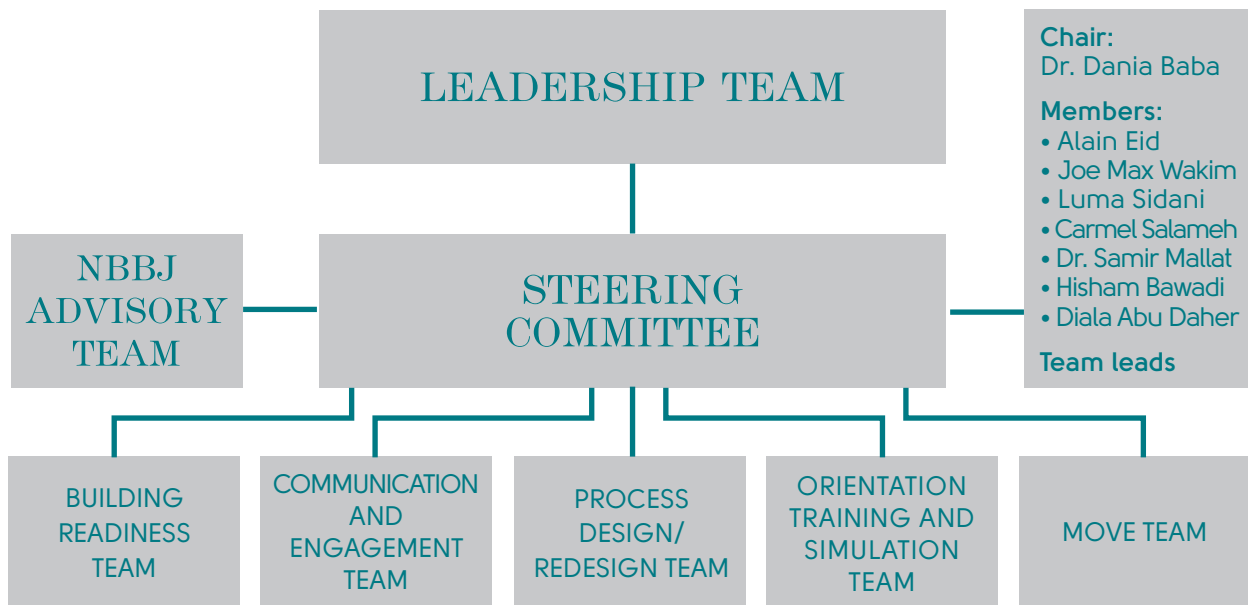 LEADERSHIP TEAM
Chair:
Dr. Dania Baba
Members:
• Alain Eid
• Joe Max Wakim
• Luma Sidani
• Carmel Salameh
• Dr. Samir Mallat
• Hisham Bawadi
• Diala Abu Daher
Team leads
NBBJ
ADVISORY
TEAM
STEERING
COMMITTEE
BUILDING
READINESS
TEAM
COMMUNICATION
AND
ENGAGEMENT
TEAM
PROCESS
DESIGN/
REDESIGN TEAM
ORIENTATION
TRAINING AND
SIMULATION
TEAM
MOVE TEAM